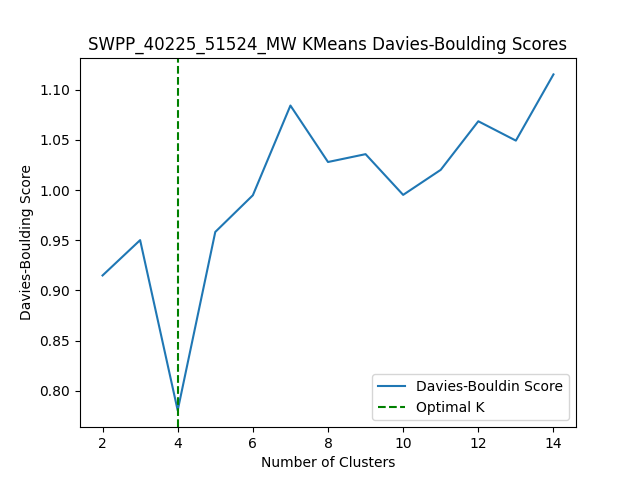 SWPP_40225_51524_MW KMeans Davies-Boulding Scores
Davies-Boulding Score
1.10
1.05
1.00
0.95
0.90
0.85
0.80
Davies-Bouldin Score
Optimal K
2 4 6 8 10 12 14
Number of Clusters